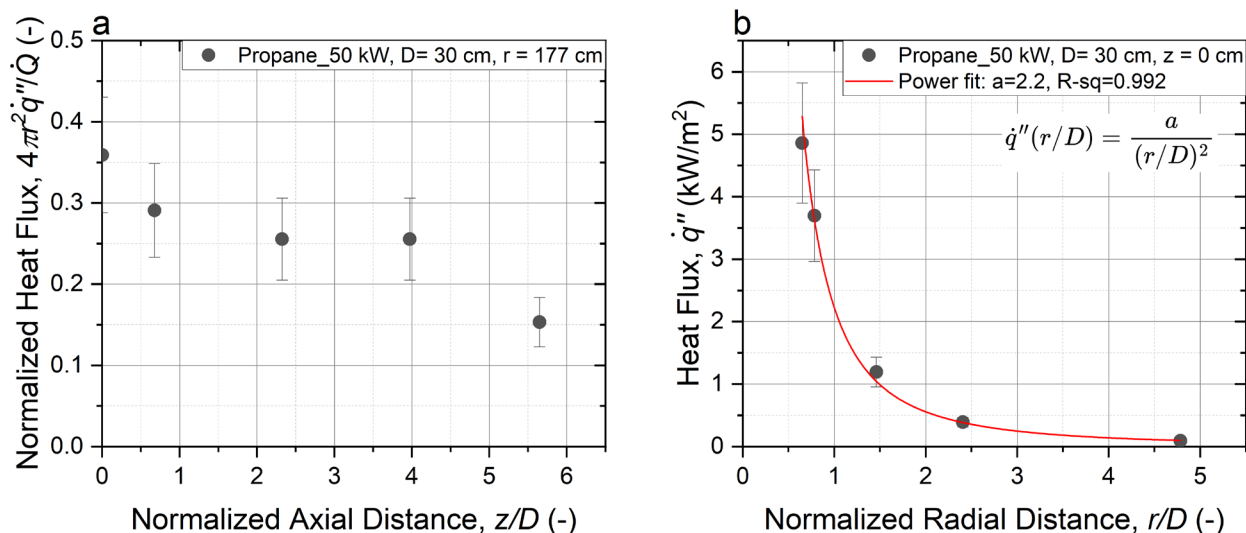 a
Propane_50 kW, D= 30 cm, r = 177 cm
0.5
0.4
0.3
0.2
0.1
0.0
0 1 2 3 4 5 6
Normalized Heat Flux, 4πr²q̇″/Q̇ (-)
Normalized Axial Distance, z/D (-)
b
Propane_50 kW, D= 30 cm, z = 0 cm
Power fit: a=2.2, R-sq=0.992
q̇″(r/D) = a/(r/D)²
6
5
4
3
2
1
0
0 1 2 3 4 5
Heat Flux, q̇″ (kW/m²)
Normalized Radial Distance, r/D (-)